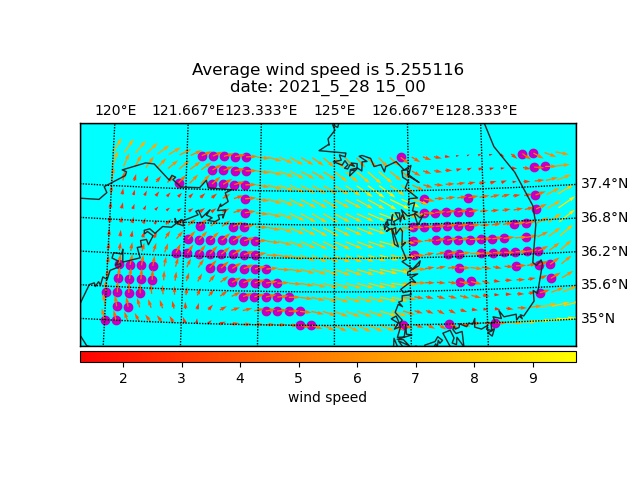 Average wind speed is 5.255116
date: 2021_5_28 15_00
120°E 121.667°E 123.333°E 125°E 126.667°E 128.333°E
37.4°N
36.8°N
36.2°N
35.6°N
35°N
2 3 4 5 6 7 8 9
wind speed